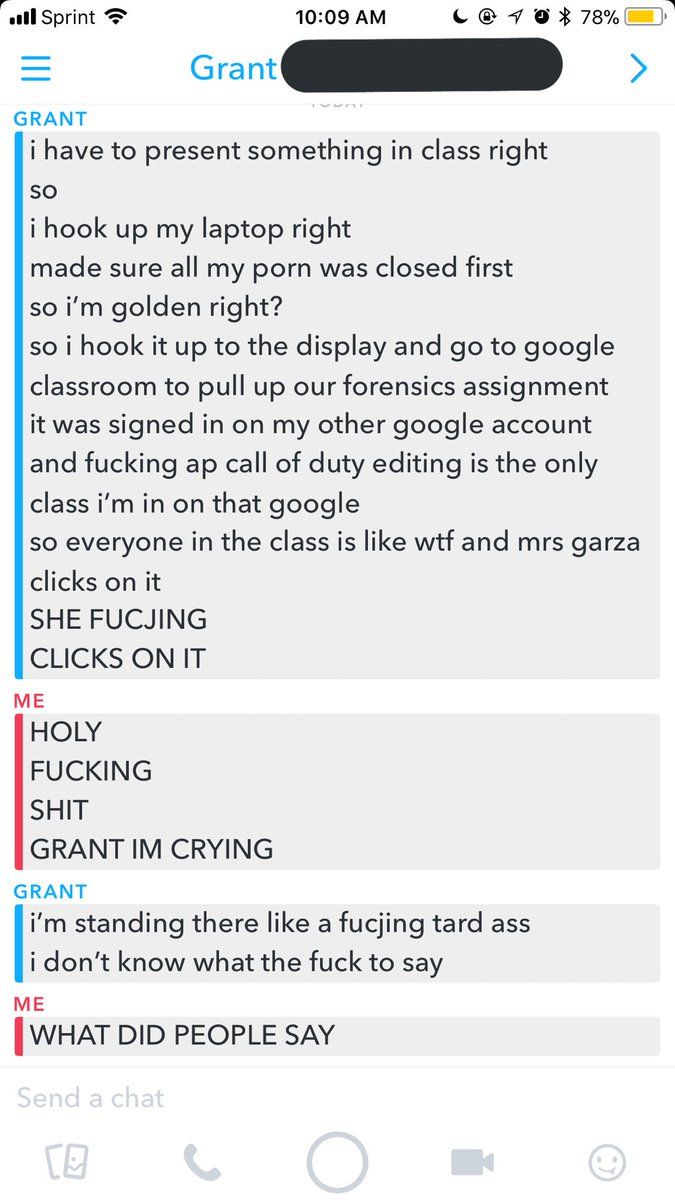 Sprint 10:09 AM 78%
Grant
TODAY
GRANT
i have to present something in class right
so
i hook up my laptop right
made sure all my porn was closed first
so i’m golden right?
so i hook it up to the display and go to google
classroom to pull up our forensics assignment
it was signed in on my other google account
and fucking ap call of duty editing is the only
class i’m in on that google
so everyone in the class is like wtf and mrs garza
clicks on it
SHE FUCJING
CLICKS ON IT
ME
HOLY
FUCKING
SHIT
GRANT IM CRYING
GRANT
i’m standing there like a fucjing tard ass
i don’t know what the fuck to say
ME
WHAT DID PEOPLE SAY
Send a chat